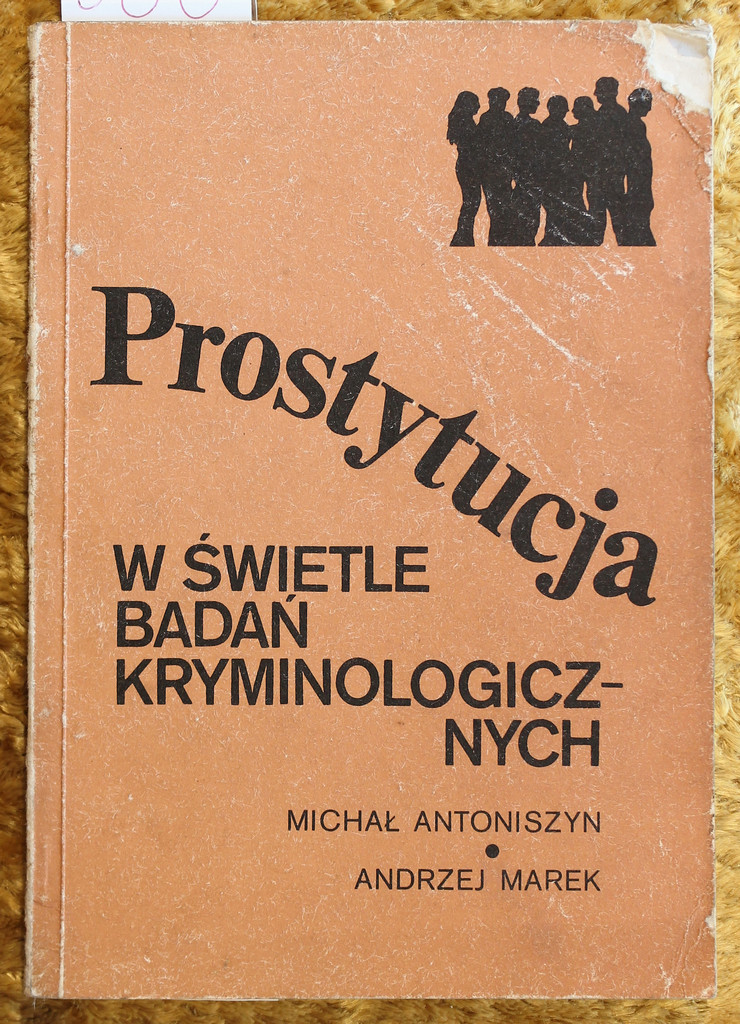 Prostytucja
W ŚWIETLE
BADAŃ
KRYMINOLOGICZ-
NYCH
MICHAŁ ANTONISZYN
•
ANDRZEJ MAREK